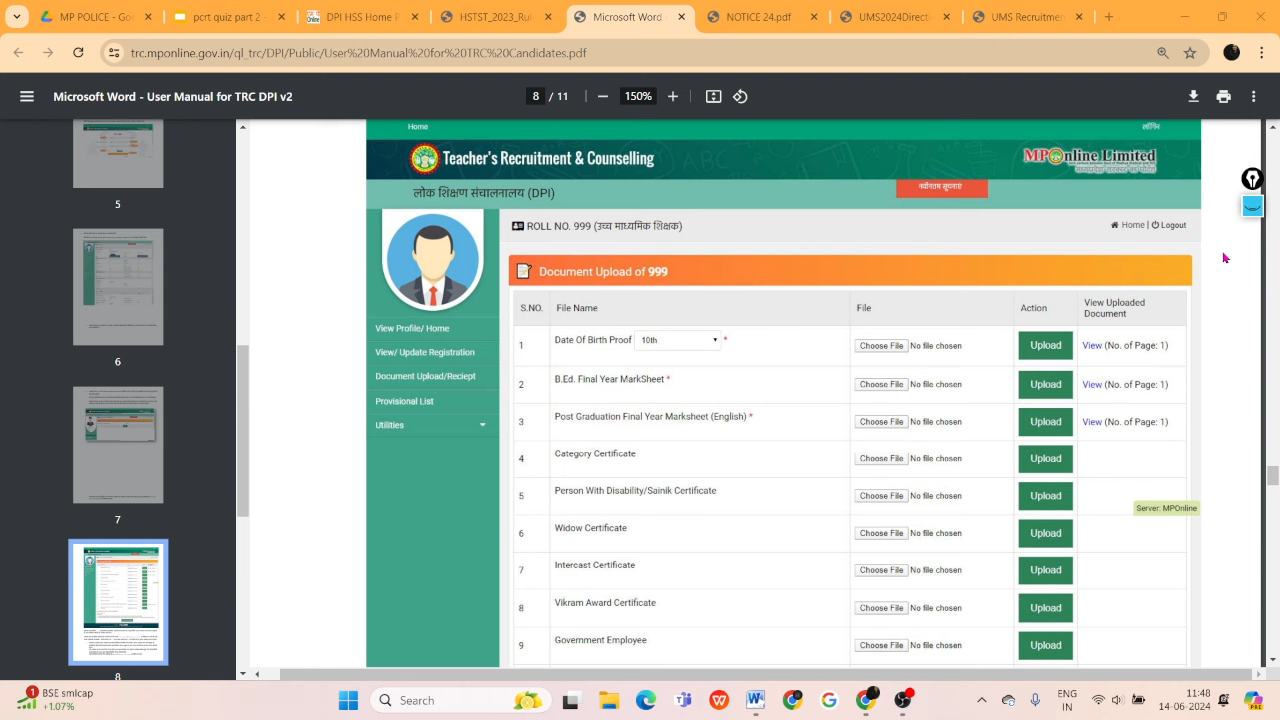 MP POLICE - Go
pcrt quiz part 2 -
DPI HSS Home P
HSTST_2023_Ru
Microsoft Word
NOTICE 24.pdf
UMS2024Directi
UMS Recruitmen
trc.mponline.gov.in/ql_trc/DPI/Public/User%20Manual%20for%20TRC%20Candidates.pdf
Microsoft Word - User Manual for TRC DPI v2
8 / 11
150%
5
6
7
8
Home
लॉगिन
Teacher's Recruitment & Counselling
MPOnline Limited
लोक शिक्षण संचालनालय (DPI)
नवीनतम सूचनाएं
ROLL NO. 999 (उच्च माध्यमिक शिक्षक)
Home | Logout
View Profile/ Home
View/ Update Registration
Document Upload/Reciept
Provisional List
Utilities
Document Upload of 999
S.NO. File Name File Action View Uploaded Document
1 Date Of Birth Proof 10th * Choose File No file chosen Upload View (No. of Page: 1)
2 B.Ed. Final Year MarkSheet * Choose File No file chosen Upload View (No. of Page: 1)
3 Post Graduation Final Year Marksheet (English) * Choose File No file chosen Upload View (No. of Page: 1)
4 Category Certificate Choose File No file chosen Upload
5 Person With Disability/Sainik Certificate Choose File No file chosen Upload
Server: MPOnline
6 Widow Certificate Choose File No file chosen Upload
7 Intercast Certificate Choose File No file chosen Upload
8 Vikram Award Certificate Choose File No file chosen Upload
9 Government Employee Choose File No file chosen Upload
1
BSE smlcap
+1.07%
Search
ENG
IN
11:48
14-06-2024